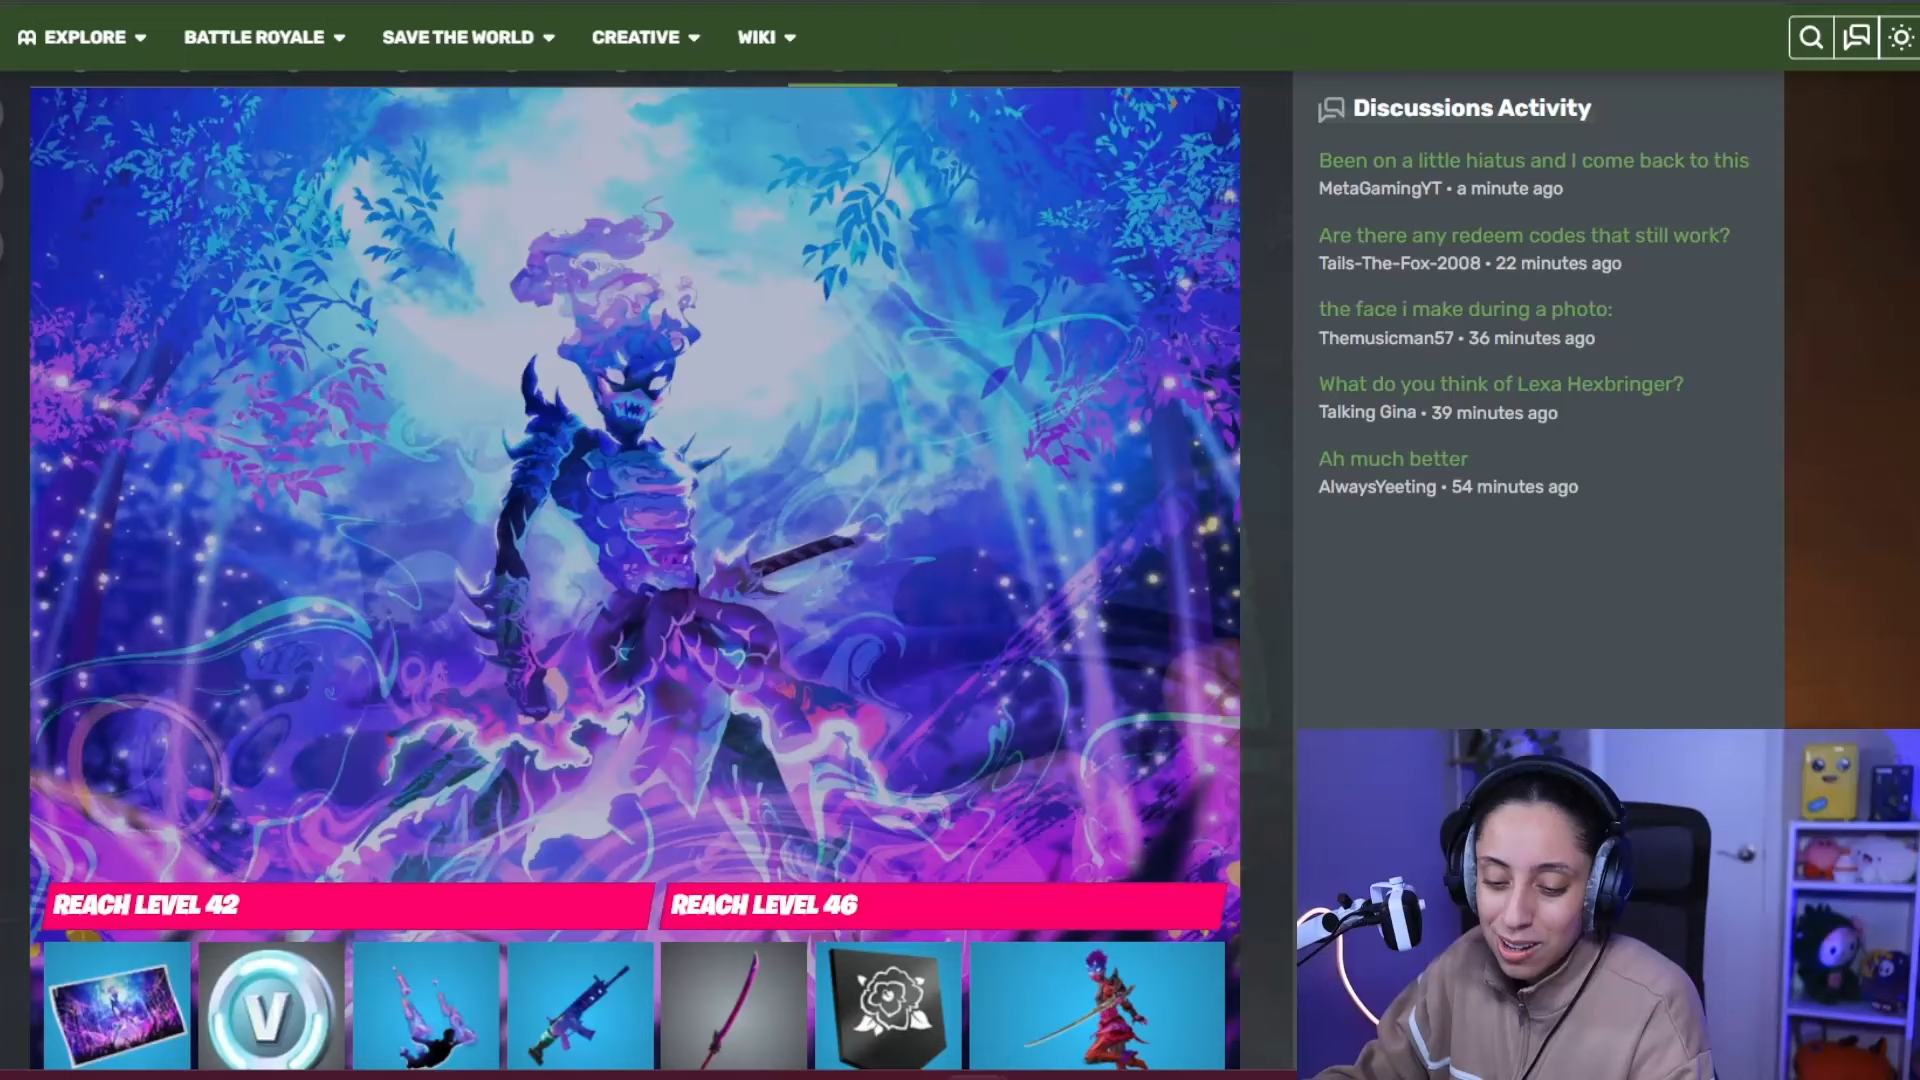 EXPLORE
BATTLE ROYALE
SAVE THE WORLD
CREATIVE
WIKI
Discussions Activity
Been on a little hiatus and I come back to this
MetaGamingYT • a minute ago
Are there any redeem codes that still work?
Tails-The-Fox-2008 • 22 minutes ago
the face i make during a photo:
Themusicman57 • 36 minutes ago
What do you think of Lexa Hexbringer?
Talking Gina • 39 minutes ago
Ah much better
AlwaysYeeting • 54 minutes ago
REACH LEVEL 42
REACH LEVEL 46
V